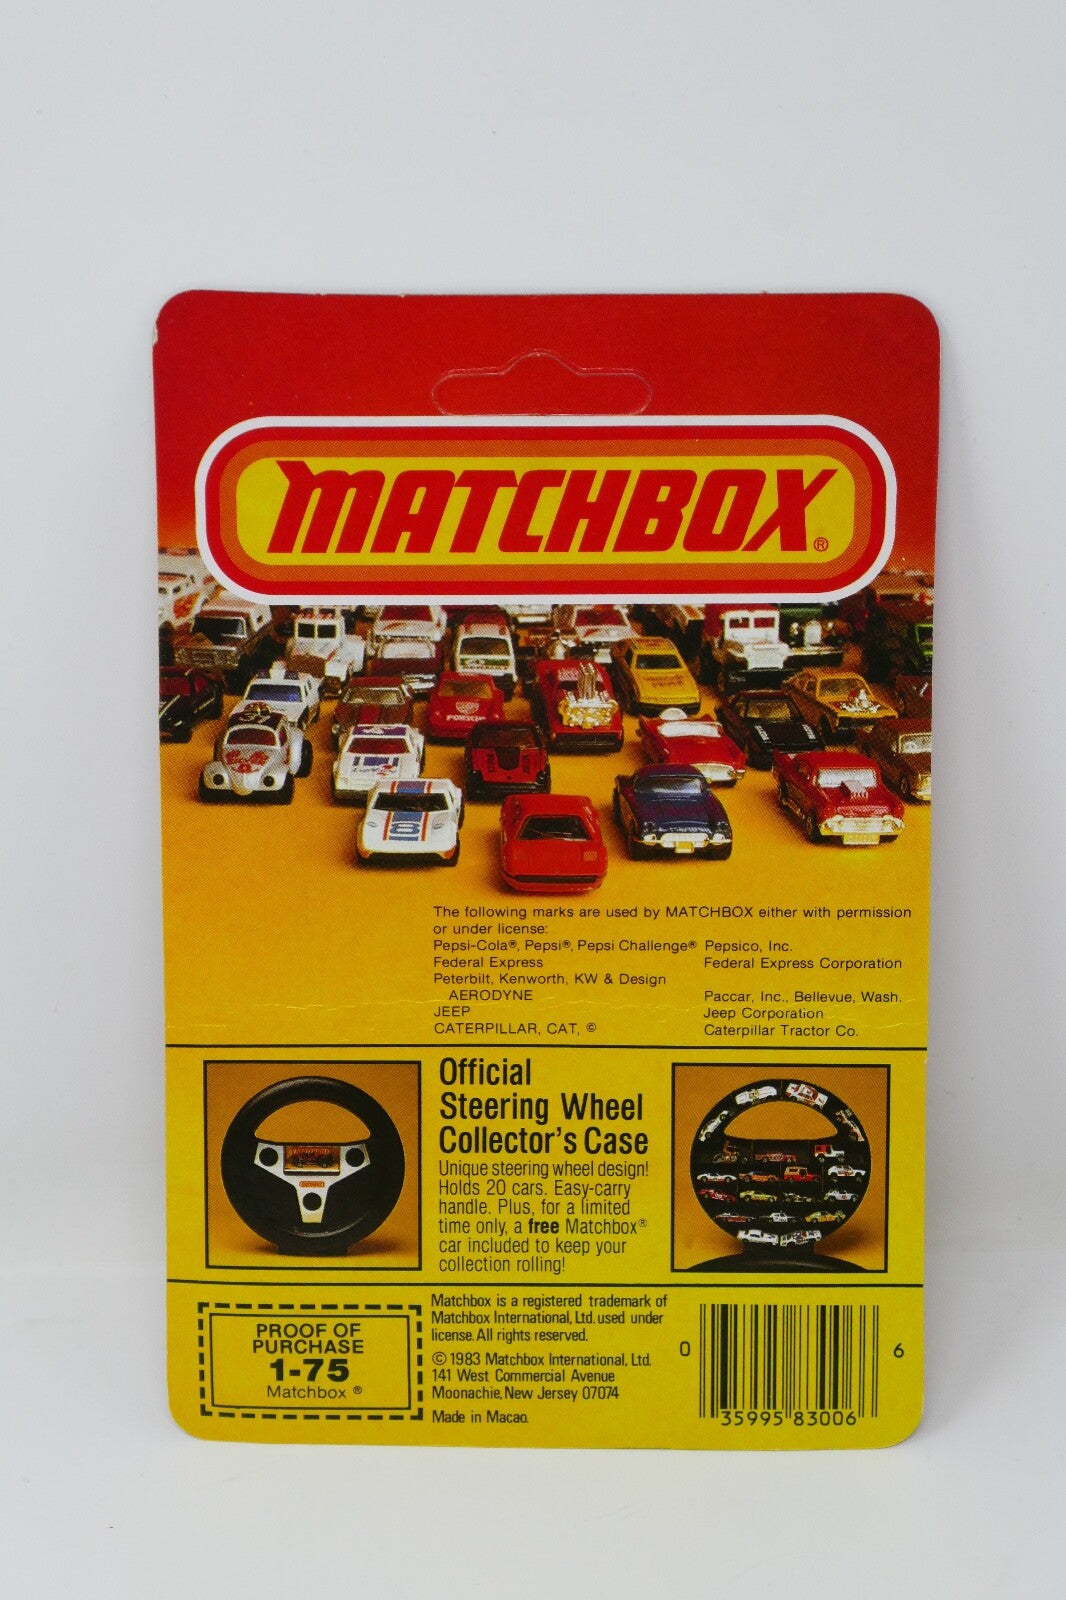 MATCHBOX®
PORSCHE
8
The following marks are used by MATCHBOX either with permission
or under license:
Pepsi-Cola®, Pepsi®, Pepsi Challenge® Pepsico, Inc.
Federal Express Federal Express Corporation
Peterbilt, Kenworth, KW & Design
AERODYNE Paccar, Inc., Bellevue, Wash.
JEEP Jeep Corporation
CATERPILLAR, CAT, © Caterpillar Tractor Co.
Official
Steering Wheel
Collector's Case
Unique steering wheel design!
Holds 20 cars. Easy-carry
handle. Plus, for a limited
time only, a free Matchbox®
car included to keep your
collection rolling!
PROOF OF
PURCHASE
1-75
Matchbox ®
Matchbox is a registered trademark of
Matchbox International, Ltd. used under
license. All rights reserved.
© 1983 Matchbox International, Ltd.
141 West Commercial Avenue
Moonachie, New Jersey 07074
Made in Macao.
0 35995 83006 6